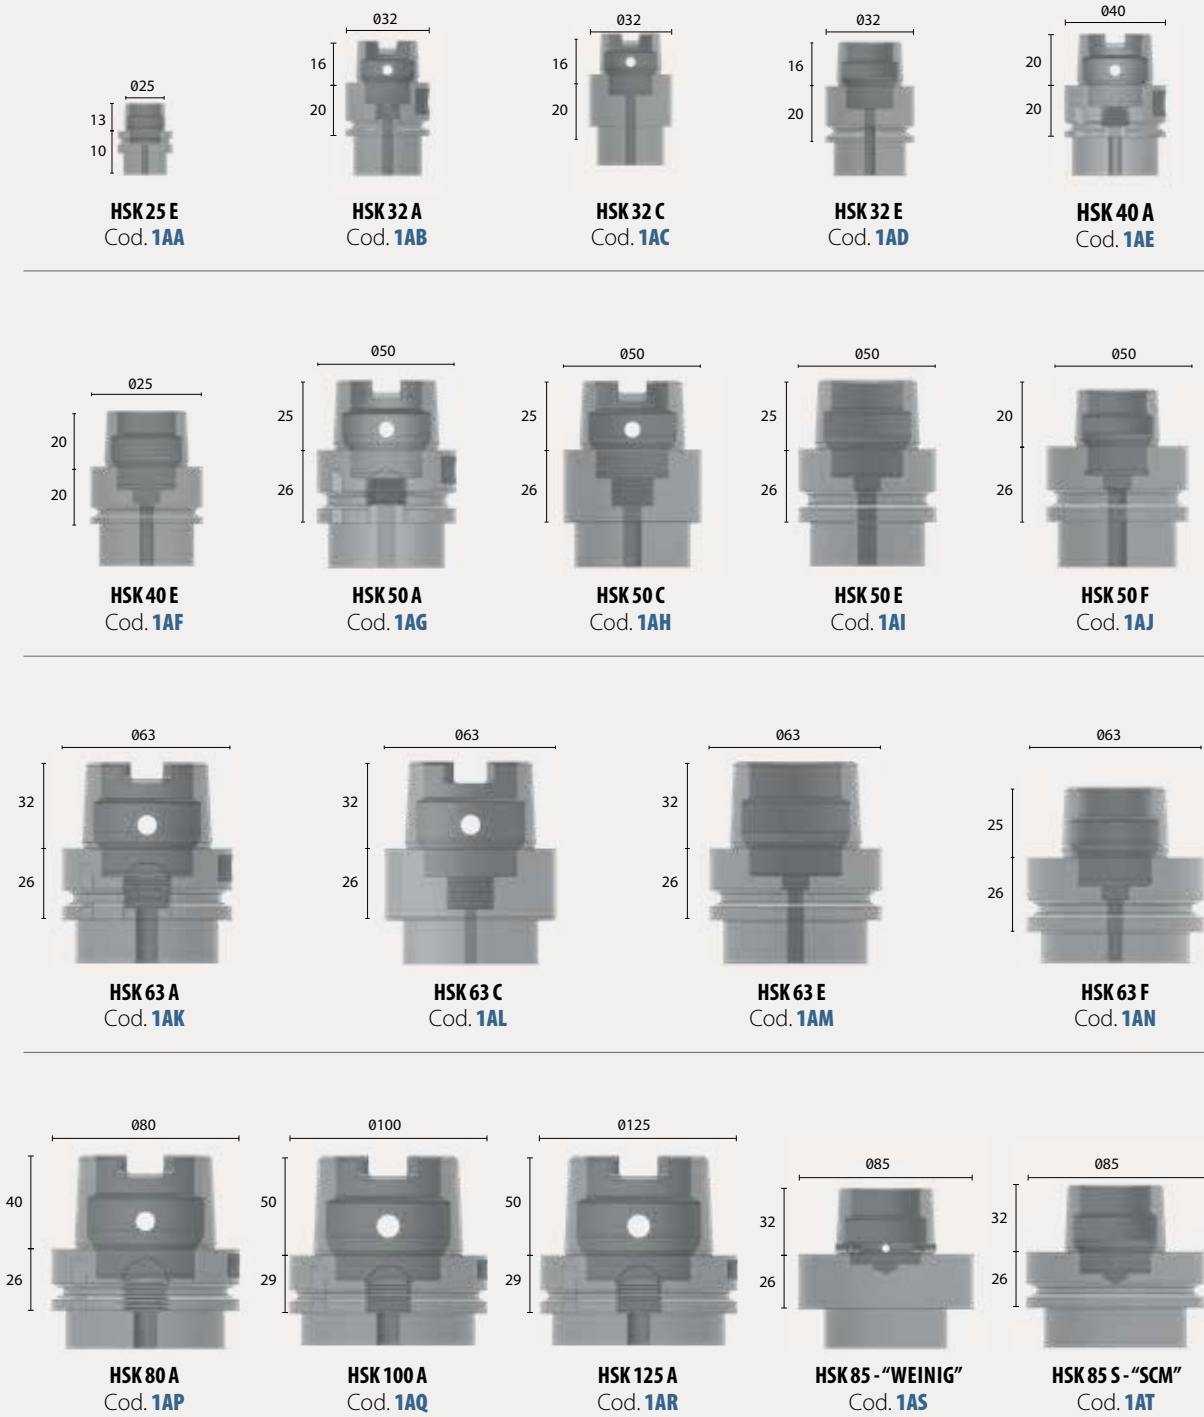 Ø25
13
10
HSK 25 E
Cod. 1AA
Ø32
16
20
HSK 32 A
Cod. 1AB
Ø32
16
20
HSK 32 C
Cod. 1AC
Ø32
16
20
HSK 32 E
Cod. 1AD
Ø40
20
20
HSK 40 A
Cod. 1AE
Ø25
20
20
HSK 40 E
Cod. 1AF
Ø50
25
26
HSK 50 A
Cod. 1AG
Ø50
25
26
HSK 50 C
Cod. 1AH
Ø50
25
26
HSK 50 E
Cod. 1AI
Ø50
20
26
HSK 50 F
Cod. 1AJ
Ø63
32
26
HSK 63 A
Cod. 1AK
Ø63
32
26
HSK 63 C
Cod. 1AL
Ø63
32
26
HSK 63 E
Cod. 1AM
Ø63
25
26
HSK 63 F
Cod. 1AN
Ø80
40
26
HSK 80 A
Cod. 1AP
Ø100
50
29
HSK 100 A
Cod. 1AQ
Ø125
50
29
HSK 125 A
Cod. 1AR
Ø85
32
26
HSK 85 - “WEINIG”
Cod. 1AS
Ø85
32
26
HSK 85 S - “SCM”
Cod. 1AT